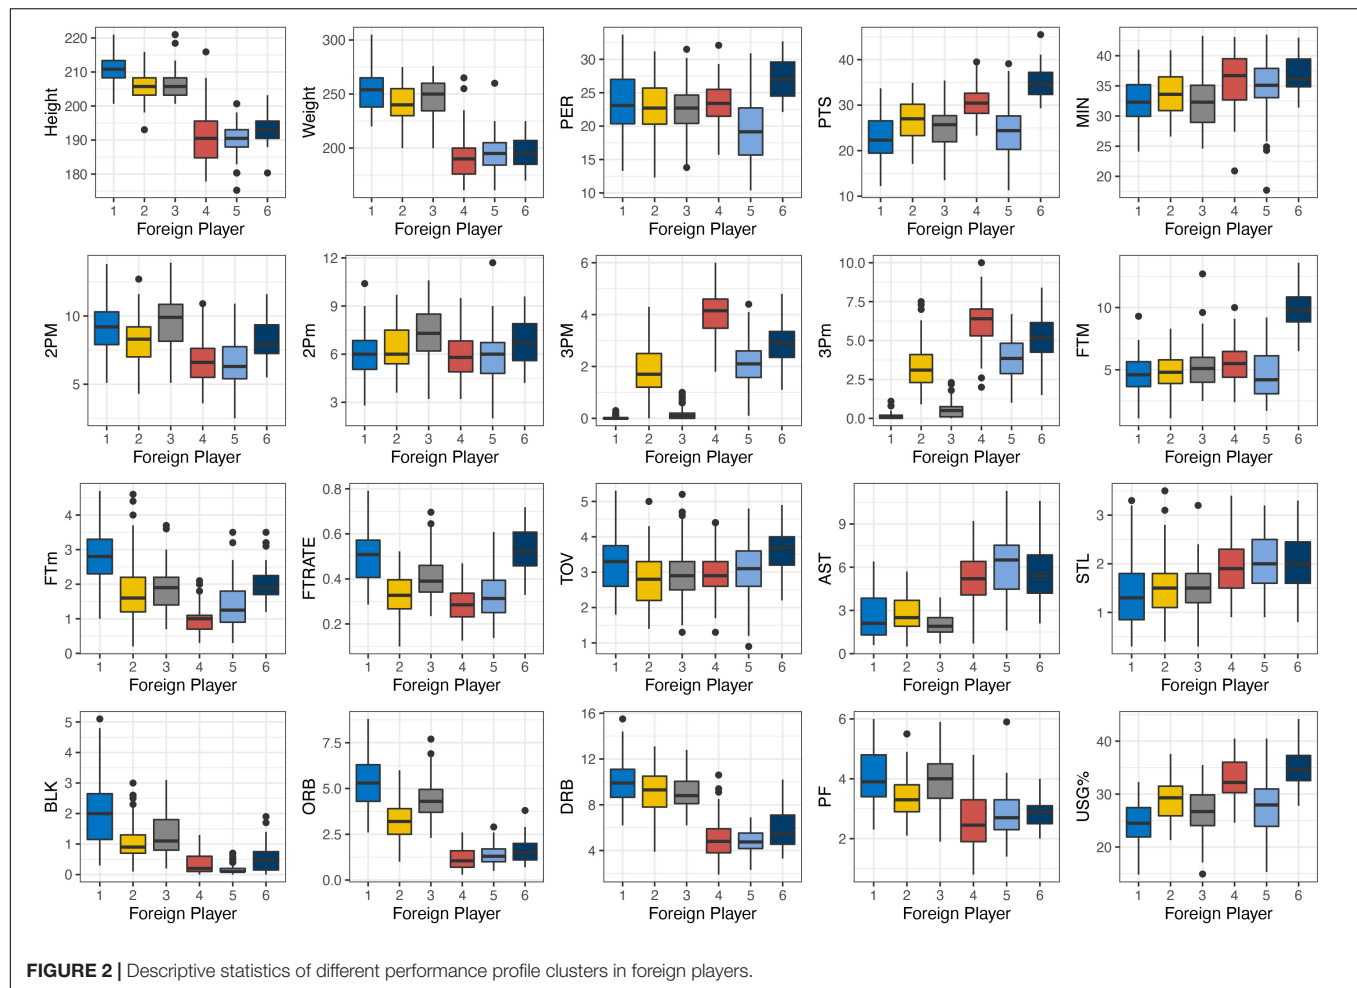 220
210
200
190
180
Height
1 2 3 4 5 6
Foreign Player
250
200
Weight
1 2 3 4 5 6
Foreign Player
30
25
20
15
10
PER
1 2 3 4 5 6
Foreign Player
40
30
20
10
PTS
1 2 3 4 5 6
Foreign Player
40
35
30
25
20
MIN
1 2 3 4 5 6
Foreign Player
10
5
2PM
1 2 3 4 5 6
Foreign Player
12
9
6
3
2Pm
1 2 3 4 5 6
Foreign Player
6
4
2
0
3PM
1 2 3 4 5 6
Foreign Player
10.0
7.5
5.0
2.5
0.0
3Pm
1 2 3 4 5 6
Foreign Player
10
5
FTM
1 2 3 4 5 6
Foreign Player
4
3
2
1
0
FTm
1 2 3 4 5 6
Foreign Player
0.8
0.6
0.4
0.2
FTRATE
1 2 3 4 5 6
Foreign Player
5
4
3
2
1
TOV
1 2 3 4 5 6
Foreign Player
9
6
3
0
AST
1 2 3 4 5 6
Foreign Player
3
2
1
STL
1 2 3 4 5 6
Foreign Player
5
4
3
2
1
0
BLK
1 2 3 4 5 6
Foreign Player
7.5
5.0
2.5
0.0
ORB
1 2 3 4 5 6
Foreign Player
16
12
8
4
DRB
1 2 3 4 5 6
Foreign Player
6
4
2
PF
1 2 3 4 5 6
Foreign Player
40
30
20
USG%
1 2 3 4 5 6
Foreign Player
FIGURE 2 | Descriptive statistics of different performance profile clusters in foreign players.